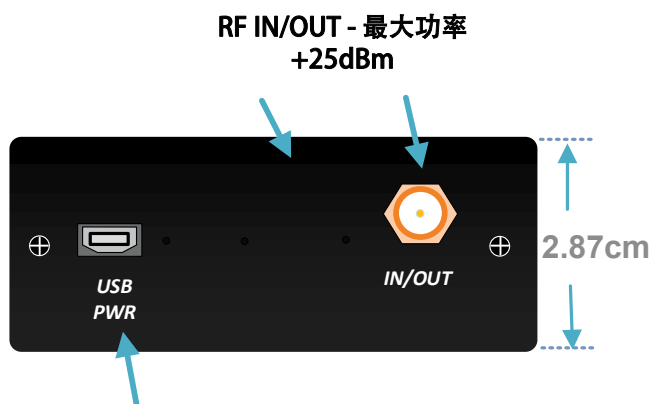 RF IN/OUT - 最大功率
+25dBm
IN/OUT
2.87cm
USB
PWR